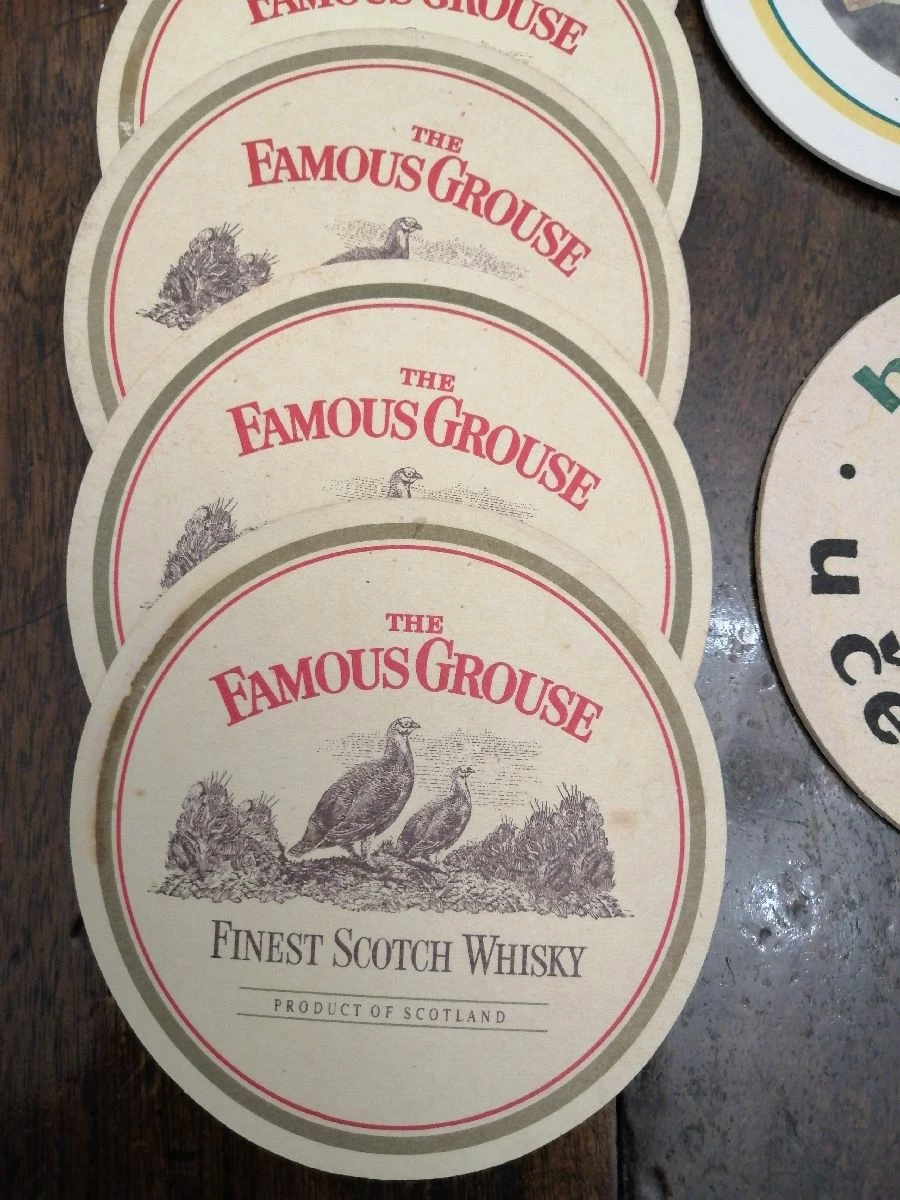 FAMOUS GROUSE
THE
FAMOUS GROUSE
THE
FAMOUS GROUSE
THE
FAMOUS GROUSE
FINEST SCOTCH WHISKY
PRODUCT OF SCOTLAND